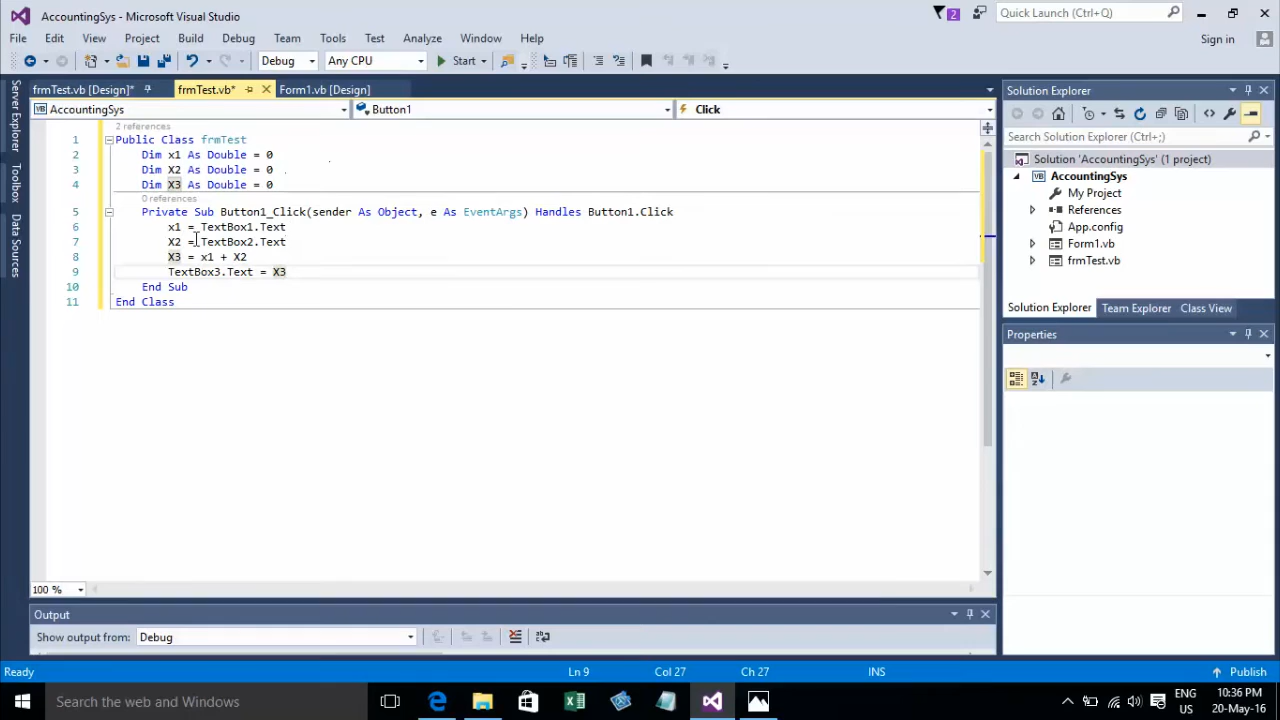 AccountingSys - Microsoft Visual Studio
2
Quick Launch (Ctrl+Q)
File Edit View Project Build Debug Team Tools Test Analyze Window Help
Sign in
Debug Any CPU Start
frmTest.vb [Design]* frmTest.vb* Form1.vb [Design]
AccountingSys Button1 Click
Server Explorer
Toolbox
Data Sources
2 references
1 Public Class frmTest
2 Dim x1 As Double = 0
3 Dim X2 As Double = 0
4 Dim X3 As Double = 0
0 references
5 Private Sub Button1_Click(sender As Object, e As EventArgs) Handles Button1.Click
6 x1 = TextBox1.Text
7 X2 = TextBox2.Text
8 X3 = x1 + X2
9 TextBox3.Text = X3
10 End Sub
11 End Class
100 %
Output
Show output from: Debug
Solution Explorer
Search Solution Explorer (Ctrl+;)
Solution 'AccountingSys' (1 project)
AccountingSys
My Project
References
App.config
Form1.vb
frmTest.vb
Solution Explorer Team Explorer Class View
Properties
Ready Ln 9 Col 27 Ch 27 INS Publish
Search the web and Windows
ENG
US
10:36 PM
20-May-16